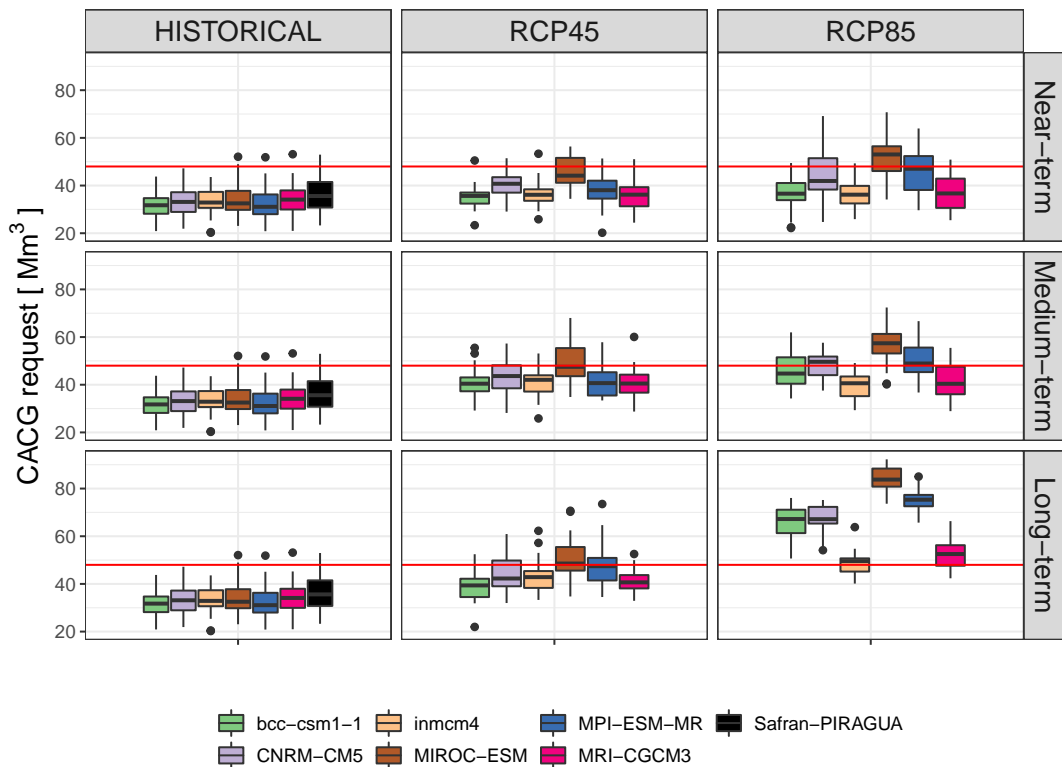 HISTORICAL RCP45 RCP85
CACG request [ Mm³ ]
80
60
40
20
Near−term
80
60
40
20
Medium−term
80
60
40
20
Long−term
bcc−csm1−1 inmcm4 MPI−ESM−MR Safran−PIRAGUA
CNRM−CM5 MIROC−ESM MRI−CGCM3